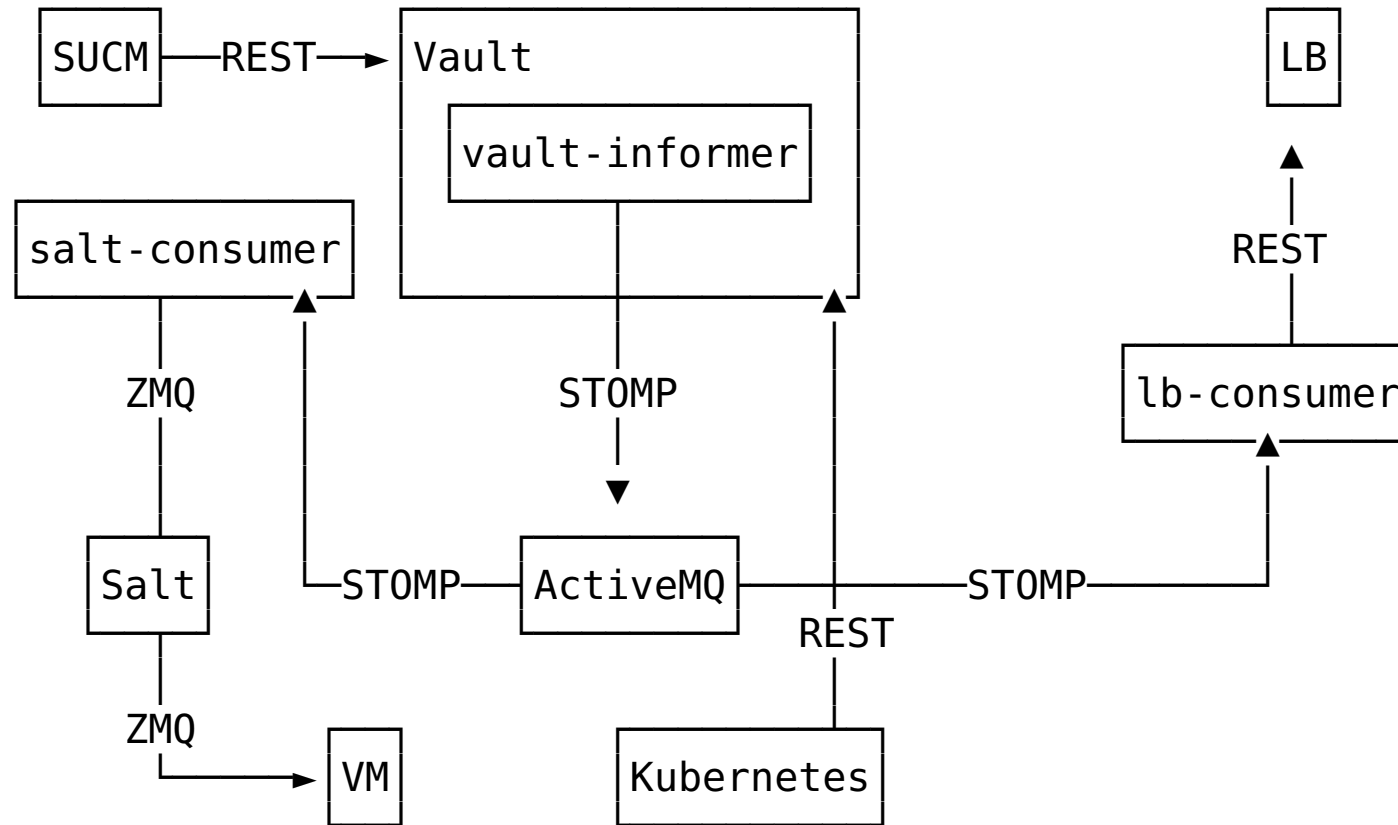 SUCM REST Vault LB
vault-informer
salt-consumer REST
ZMQ STOMP lb-consumer
Salt STOMP ActiveMQ STOMP
REST
ZMQ
VM Kubernetes